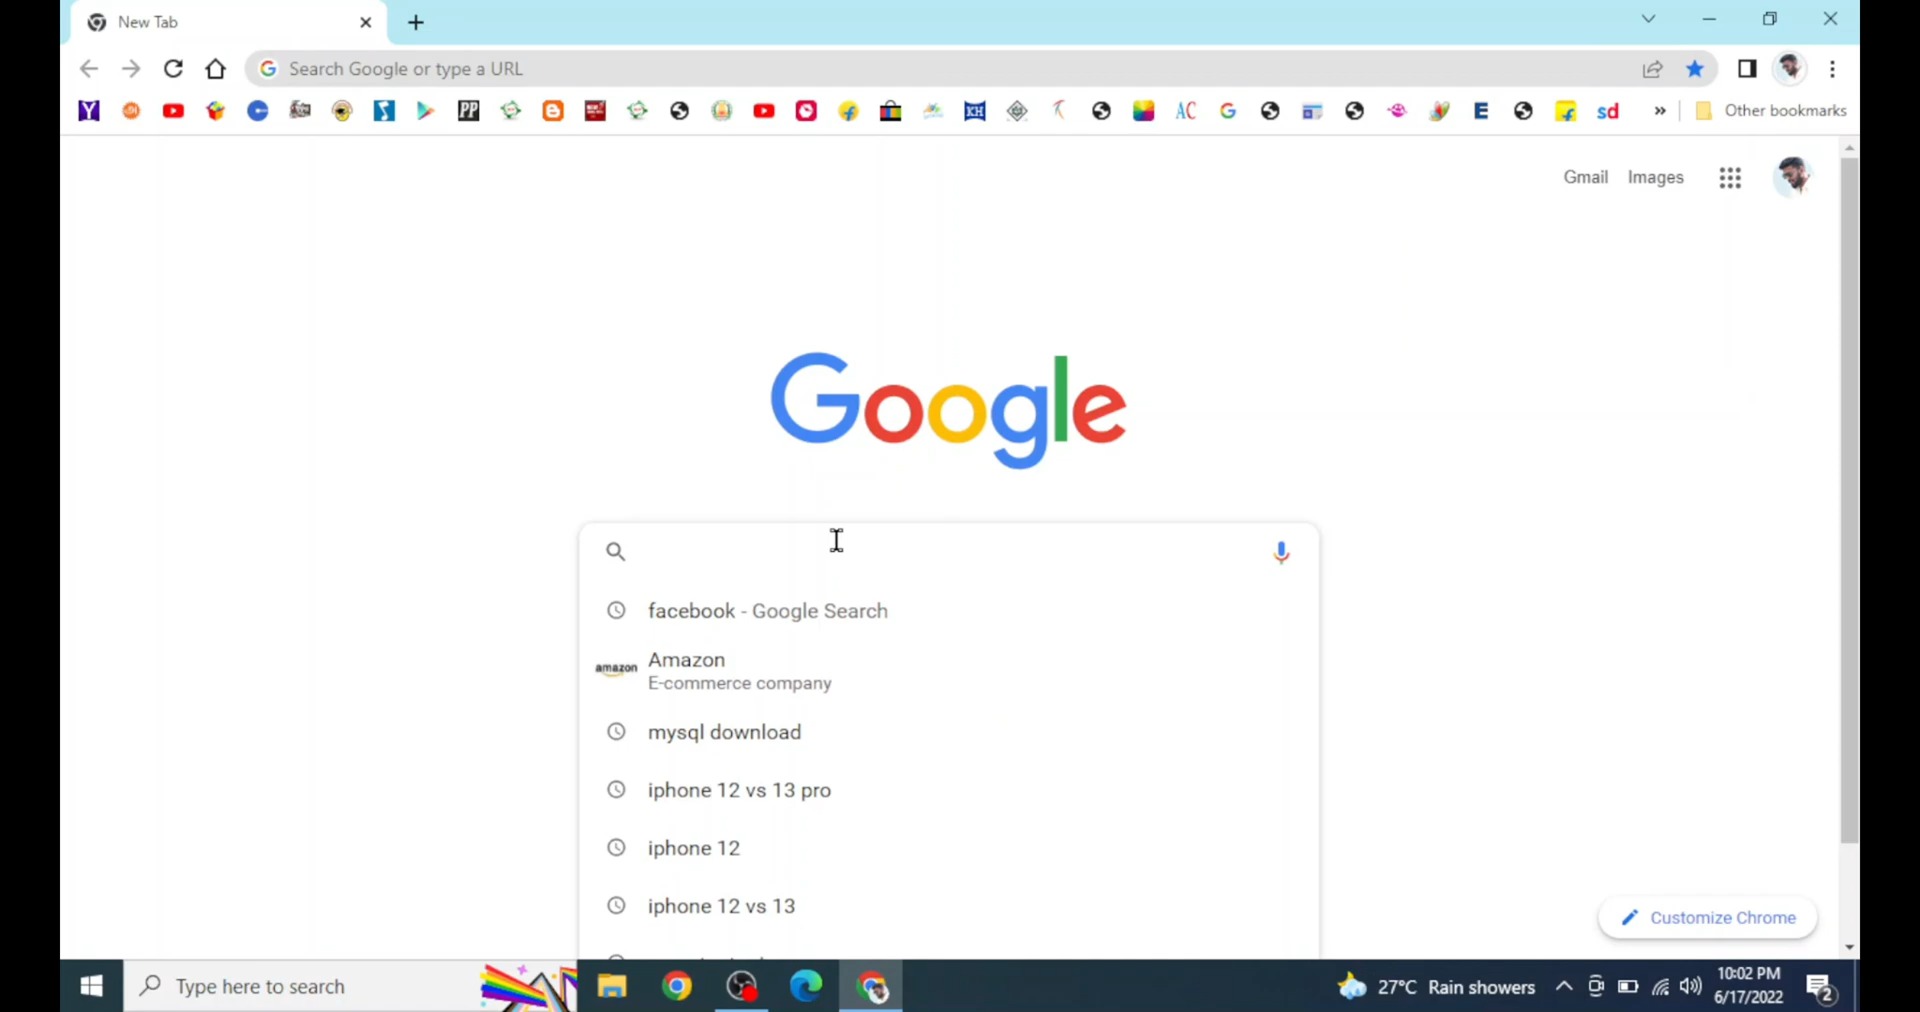 New Tab
Search Google or type a URL
PP
KH
AC
G
E
sd
» Other bookmarks
Gmail Images
Google
facebook - Google Search
amazon
Amazon
E-commerce company
mysql download
iphone 12 vs 13 pro
iphone 12
iphone 12 vs 13
Customize Chrome
Type here to search
27°C Rain showers
10:02 PM
6/17/2022
2